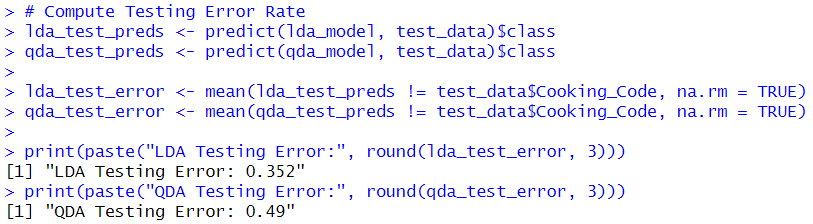 > # Compute Testing Error Rate
> lda_test_preds <- predict(lda_model, test_data)$class
> qda_test_preds <- predict(qda_model, test_data)$class
>
> lda_test_error <- mean(lda_test_preds != test_data$Cooking_Code, na.rm = TRUE)
> qda_test_error <- mean(qda_test_preds != test_data$Cooking_Code, na.rm = TRUE)
>
> print(paste("LDA Testing Error:", round(lda_test_error, 3)))
[1] "LDA Testing Error: 0.352"
> print(paste("QDA Testing Error:", round(qda_test_error, 3)))
[1] "QDA Testing Error: 0.49"